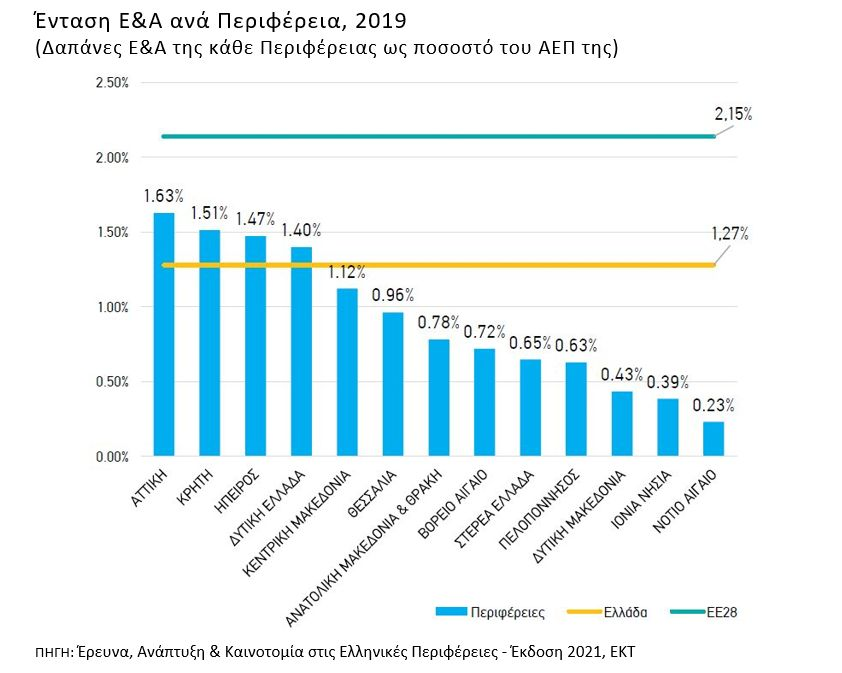 Ένταση Ε&Α ανά Περιφέρεια, 2019
(Δαπάνες Ε&Α της κάθε Περιφέρειας ως ποσοστό του ΑΕΠ της)
2.50%
2,15%
2.00%
1.63%
1.51%
1.47%
1.40%
1.50%
1,27%
1.12%
0.96%
1.00%
0.78%
0.72%
0.65%
0.63%
0.50%
0.43%
0.39%
0.23%
0.00%
ΑΤΤΙΚΗ
ΚΡΗΤΗ
ΗΠΕΙΡΟΣ
ΔΥΤΙΚΗ ΕΛΛΑΔΑ
ΚΕΝΤΡΙΚΗ ΜΑΚΕΔΟΝΙΑ
ΘΕΣΣΑΛΙΑ
ΑΝΑΤΟΛΙΚΗ ΜΑΚΕΔΟΝΙΑ & ΘΡΑΚΗ
ΒΟΡΕΙΟ ΑΙΓΑΙΟ
ΣΤΕΡΕΑ ΕΛΛΑΔΑ
ΠΕΛΟΠΟΝΝΗΣΟΣ
ΔΥΤΙΚΗ ΜΑΚΕΔΟΝΙΑ
ΙΟΝΙΑ ΝΗΣΙΑ
ΝΟΤΙΟ ΑΙΓΑΙΟ
Περιφέρειες
Ελλάδα
ΕΕ28
ΠΗΓΗ: Έρευνα, Ανάπτυξη & Καινοτομία στις Ελληνικές Περιφέρειες - Έκδοση 2021, ΕΚΤ